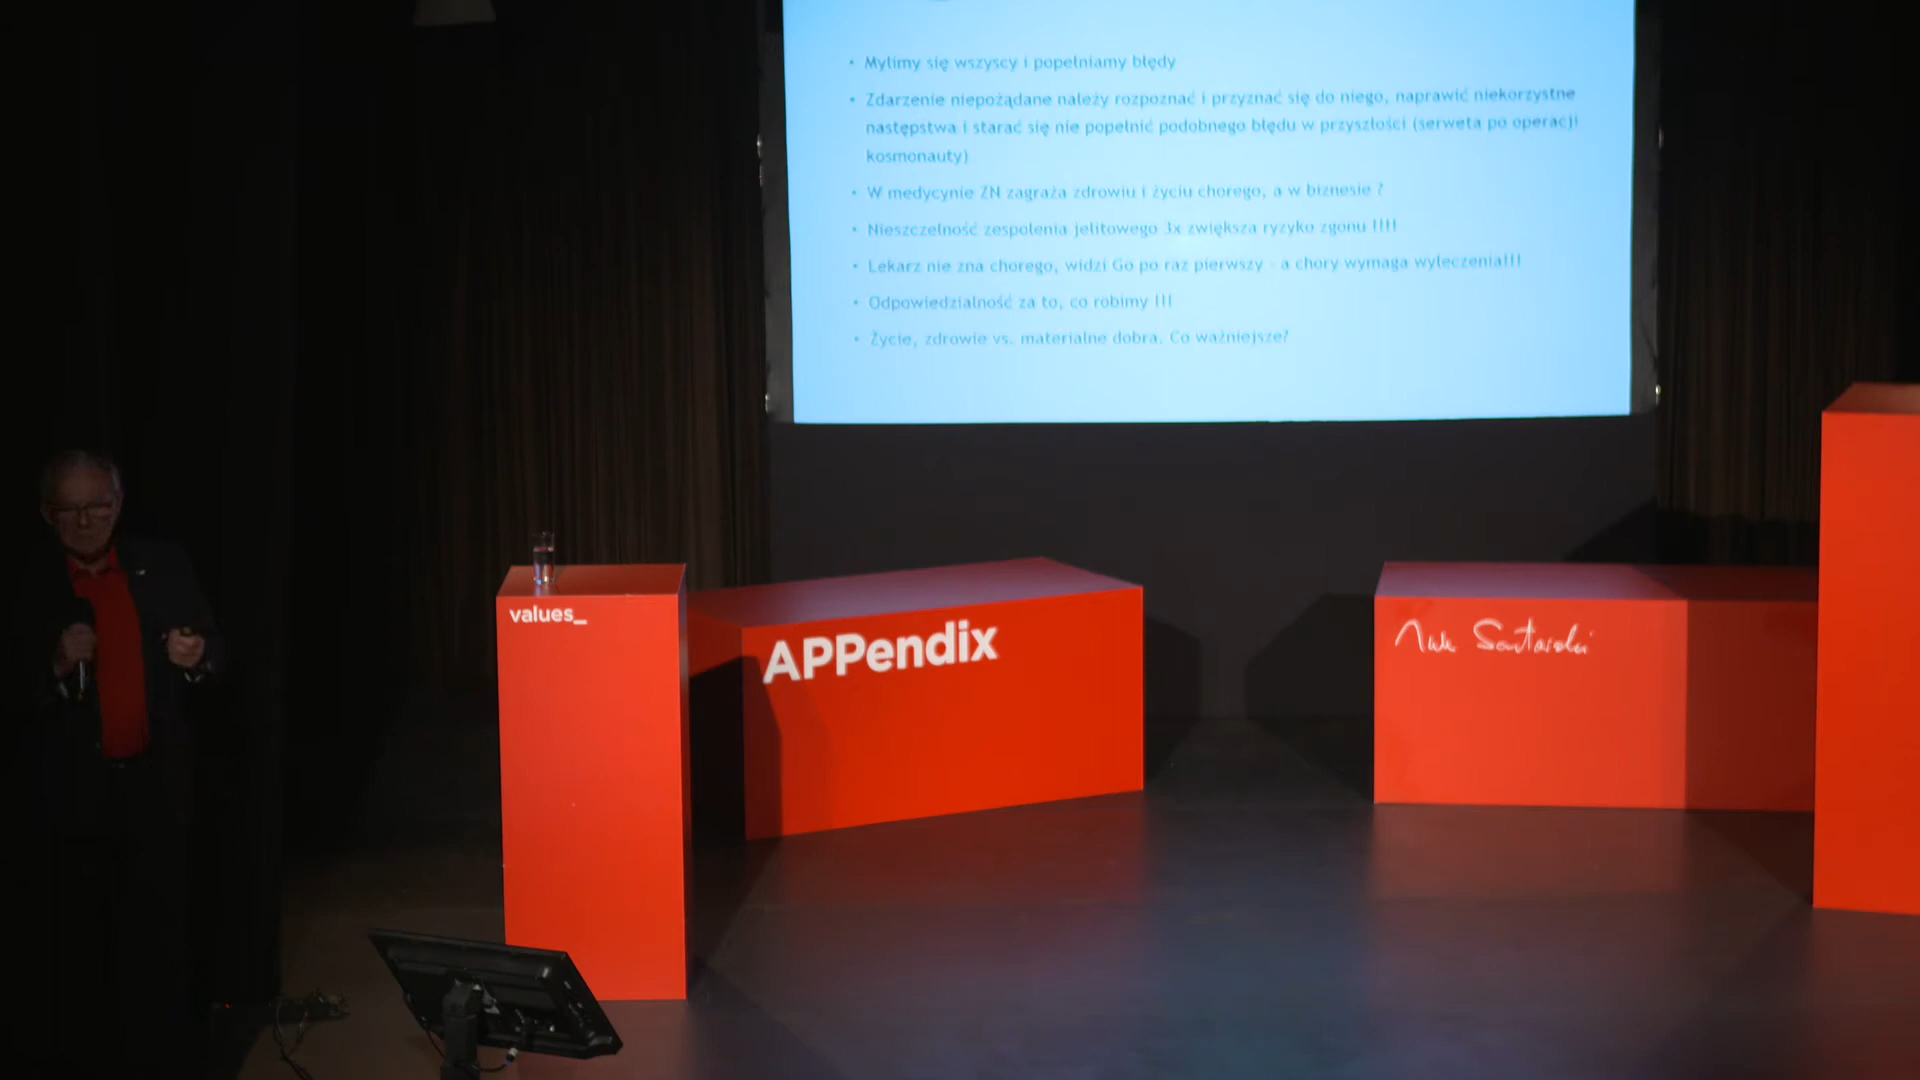 • Mylimy się wszyscy i popełniamy błędy
• Zdarzenie niepożądane należy rozpoznać i przyznać się do niego, naprawić niekorzystne
następstwa i starać się nie popełnić podobnego błędu w przyszłości (serweta po operacji
kosmonauty)
• W medycynie ZN zagraża zdrowiu i życiu chorego, a w biznesie ?
• Nieszczelność zespolenia jelitowego 3x zwiększa ryzyko zgonu !!!!
• Lekarz nie zna chorego, widzi Go po raz pierwszy - a chory wymaga wyleczenia!!!
• Odpowiedzialność za to, co robimy !!!
• Życie, zdrowie vs. materialne dobra. Co ważniejsze?
values_
APPendix
Santorski